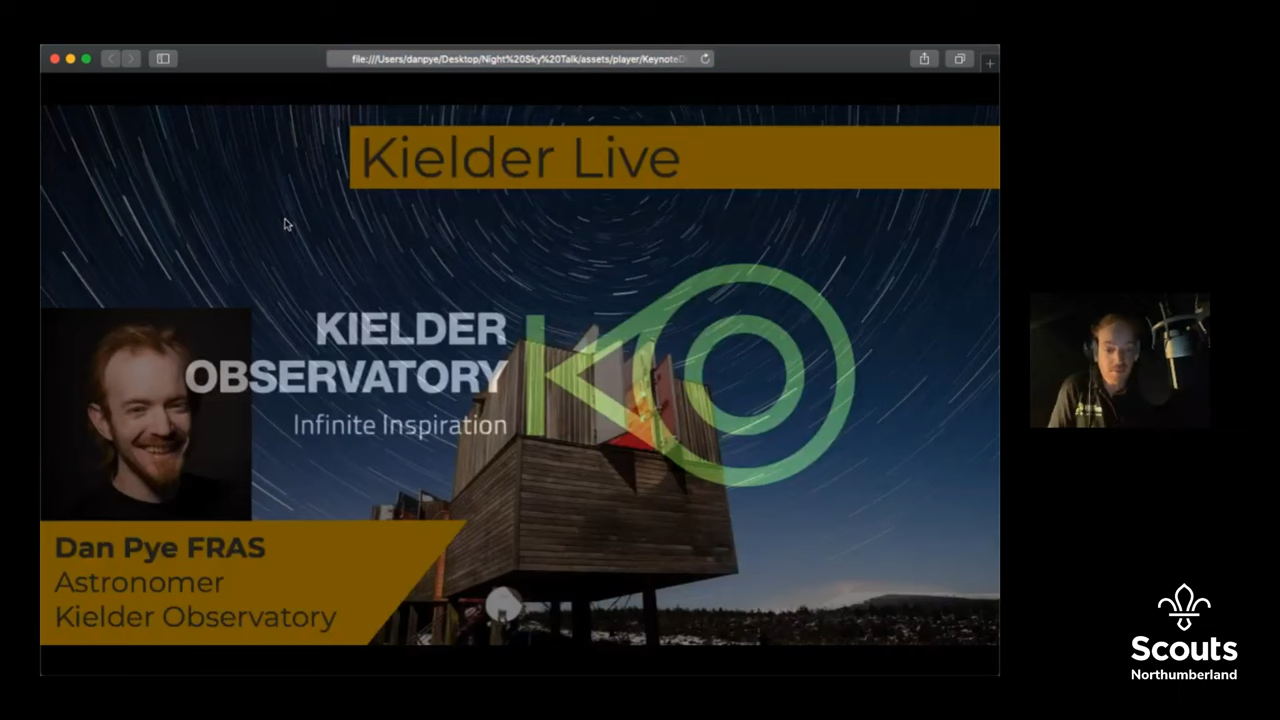 file:///Users/danpye/Desktop/Night%20Sky%20Talk/assets/player/KeynoteD
Kielder Live
KIELDER
OBSERVATORY
Infinite Inspiration
Dan Pye FRAS
Astronomer
Kielder Observatory
Scouts
Northumberland